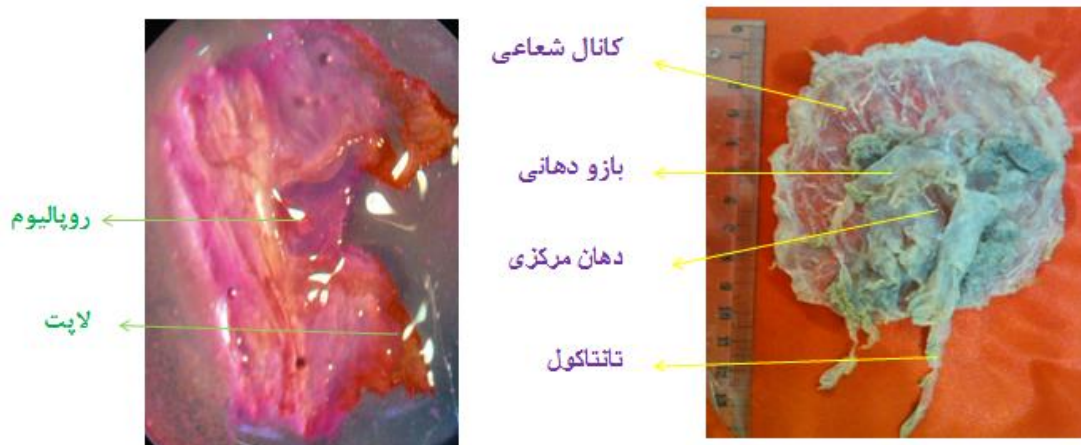 کانال شعاعی
بازو دهانی
دهان مرکزی
تانتاکول
روپالیوم
لاپت